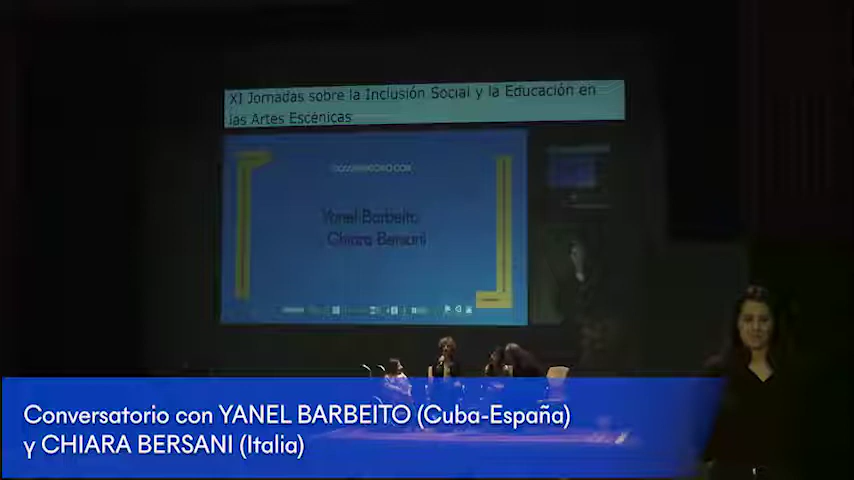 XI Jornadas sobre la Inclusión Social y la Educación en
las Artes Escénicas
Yanel Barbeito
Chiara Bersani
Conversatorio con YANEL BARBEITO (Cuba-España)
y CHIARA BERSANI (Italia)